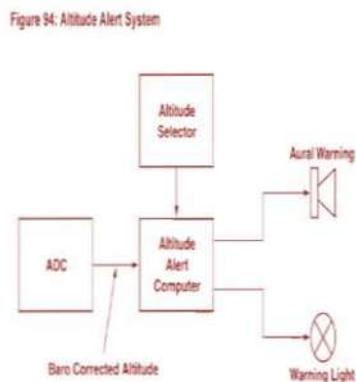 Figure 94: Altitude Alert System
Altitude
Selector
Aural Warning
ADC
Altitude
Alert
Computer
Baro Corrected Altitude
Warning Light